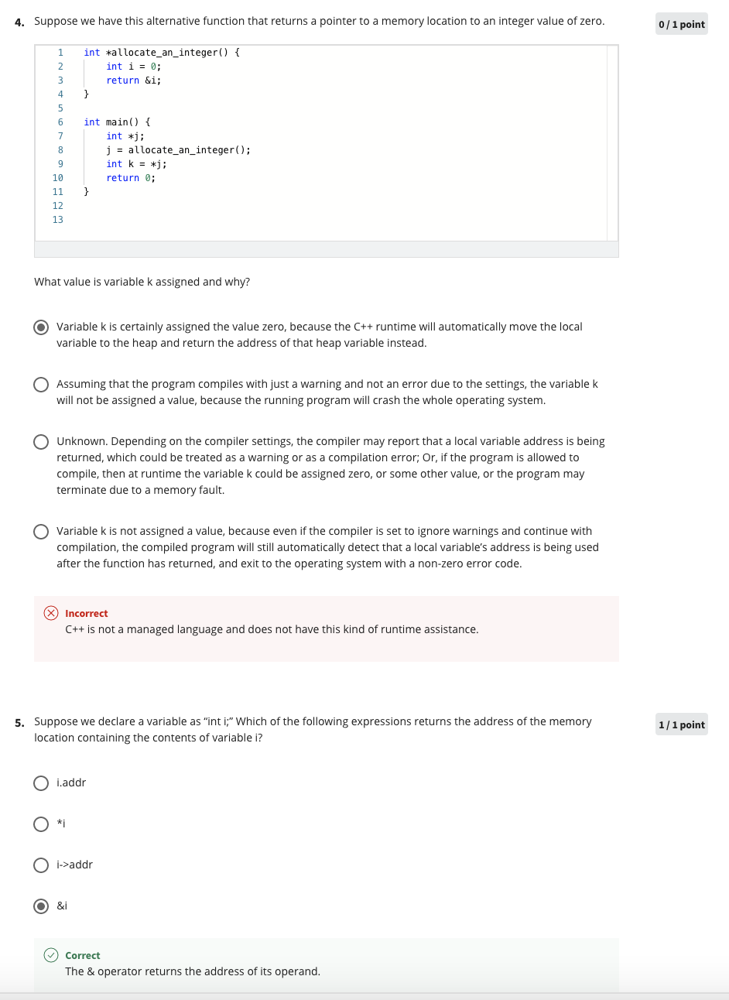 4. Suppose we have this alternative function that returns a pointer to a memory location to an integer value of zero.
0 / 1 point
1 int *allocate_an_integer() {
2 int i = 0;
3 return &i;
4 }
5
6 int main() {
7 int *j;
8 j = allocate_an_integer();
9 int k = *j;
10 return 0;
11 }
12
13
What value is variable k assigned and why?
Variable k is certainly assigned the value zero, because the C++ runtime will automatically move the local
variable to the heap and return the address of that heap variable instead.
Assuming that the program compiles with just a warning and not an error due to the settings, the variable k
will not be assigned a value, because the running program will crash the whole operating system.
Unknown. Depending on the compiler settings, the compiler may report that a local variable address is being
returned, which could be treated as a warning or as a compilation error; Or, if the program is allowed to
compile, then at runtime the variable k could be assigned zero, or some other value, or the program may
terminate due to a memory fault.
Variable k is not assigned a value, because even if the compiler is set to ignore warnings and continue with
compilation, the compiled program will still automatically detect that a local variable’s address is being used
after the function has returned, and exit to the operating system with a non-zero error code.
Incorrect
C++ is not a managed language and does not have this kind of runtime assistance.
5. Suppose we declare a variable as “int i;” Which of the following expressions returns the address of the memory
location containing the contents of variable i?
1 / 1 point
i.addr
*i
i->addr
&i
Correct
The & operator returns the address of its operand.